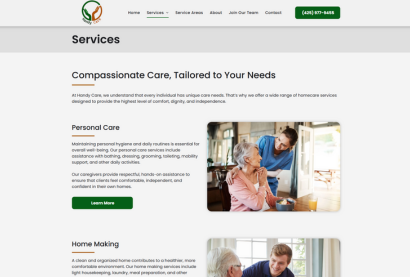 Home Services Service Areas About Join Our Team Contact (405) 977-5455
Services
Compassionate Care, Tailored to Your Needs
At Handy Care, we understand that every individual has unique care needs. That's why we offer a wide range of homecare services
designed to provide the highest level of comfort, dignity, and independence.
Personal Care
Maintaining personal hygiene and daily routines is essential for
overall well-being. Our personal care services include
assistance with bathing, dressing, grooming, toileting, mobility
support, and other daily activities.
Our caregivers provide respectful, hands-on assistance to
ensure that clients feel comfortable, independent, and
confident in their own homes.
Learn More
Home Making
A clean and organized home contributes to a healthier, more
comfortable environment. Our home making services include
light housekeeping, laundry, meal preparation, and other